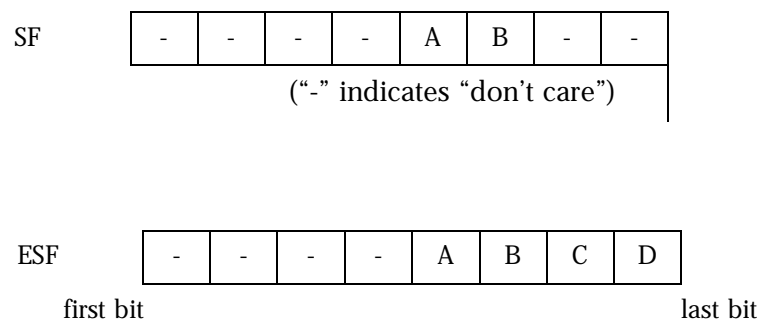 SF - - - - A B - -
(“-” indicates “don't care”)
ESF - - - - A B C D
first bit last bit